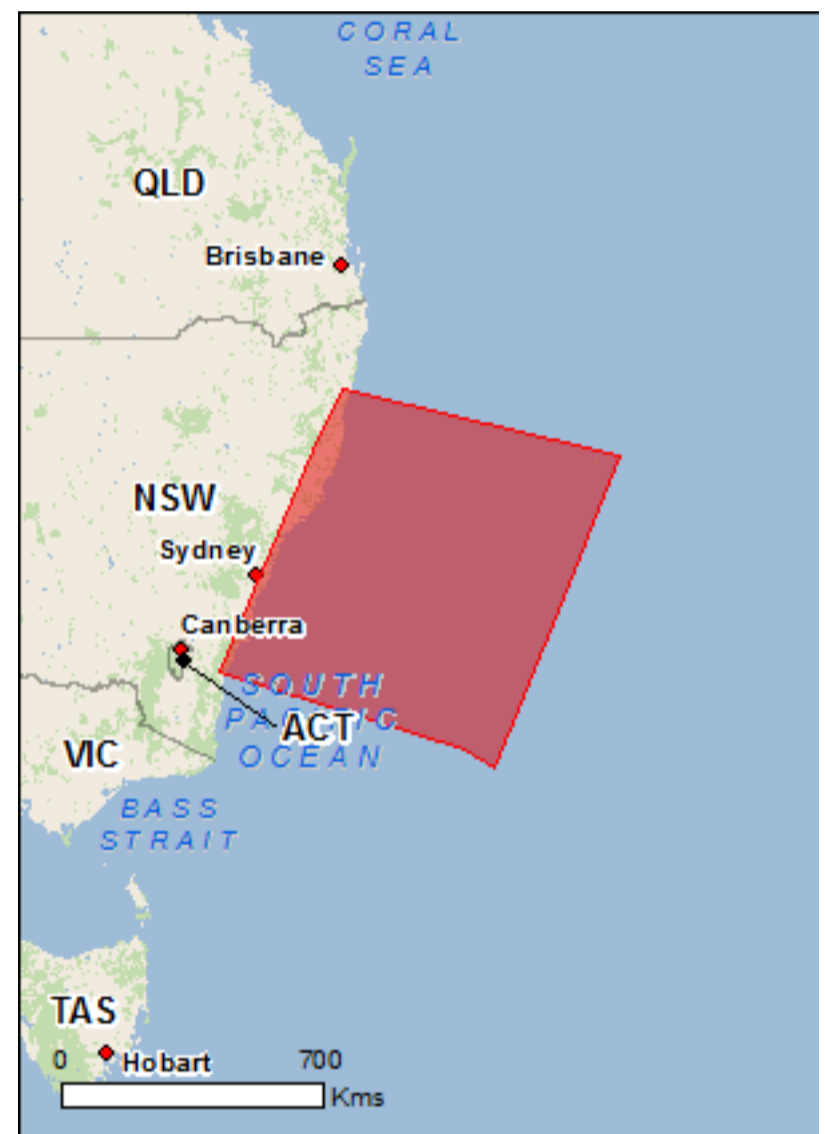 CORAL
SEA
QLD
Brisbane
NSW
Sydney
Canberra
SOUTH
PACIFIC
ACT
OCEAN
VIC
BASS
STRAIT
TAS
0
700
Hobart
Kms